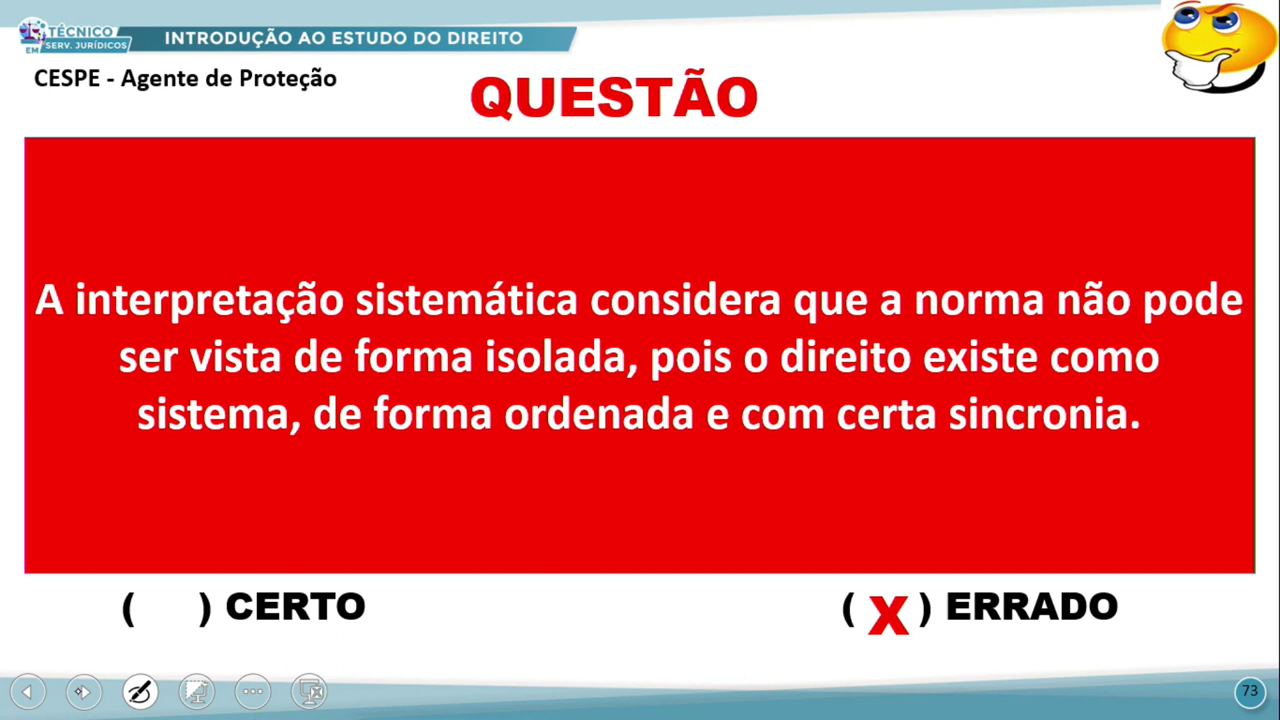 TÉCNICO
EM SERV. JURÍDICOS
INTRODUÇÃO AO ESTUDO DO DIREITO
CESPE - Agente de Proteção
QUESTÃO
A interpretação sistemática considera que a norma não pode
ser vista de forma isolada, pois o direito existe como
sistema, de forma ordenada e com certa sincronia.
( ) CERTO
( X ) ERRADO
73